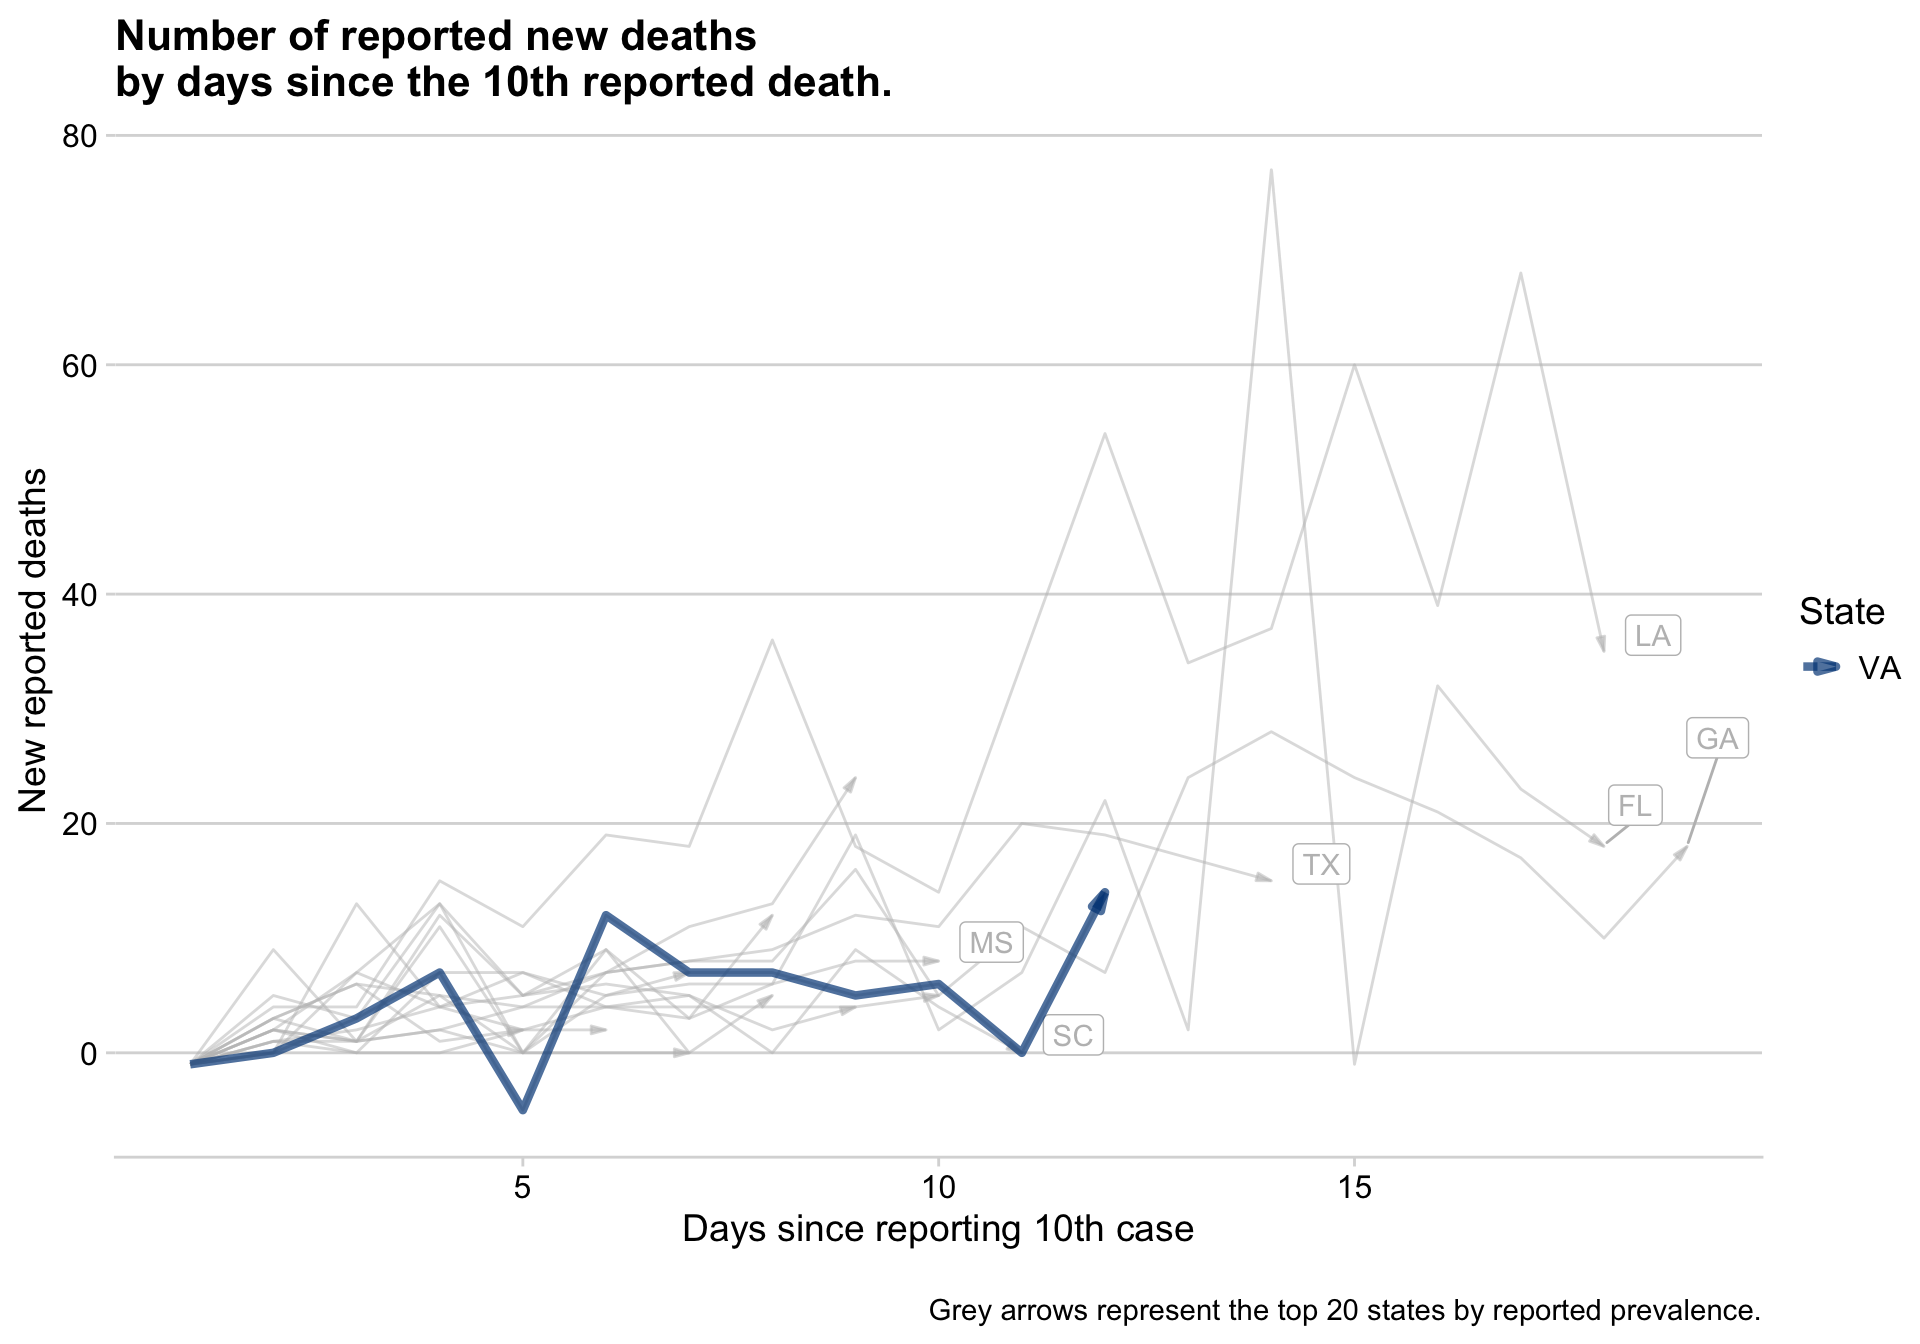 Number of reported new deaths
by days since the 10th reported death.
80
60
40
20
0
New reported deaths
LA
GA
FL
TX
MS
SC
State
VA
5
10
15
Days since reporting 10th case
Grey arrows represent the top 20 states by reported prevalence.